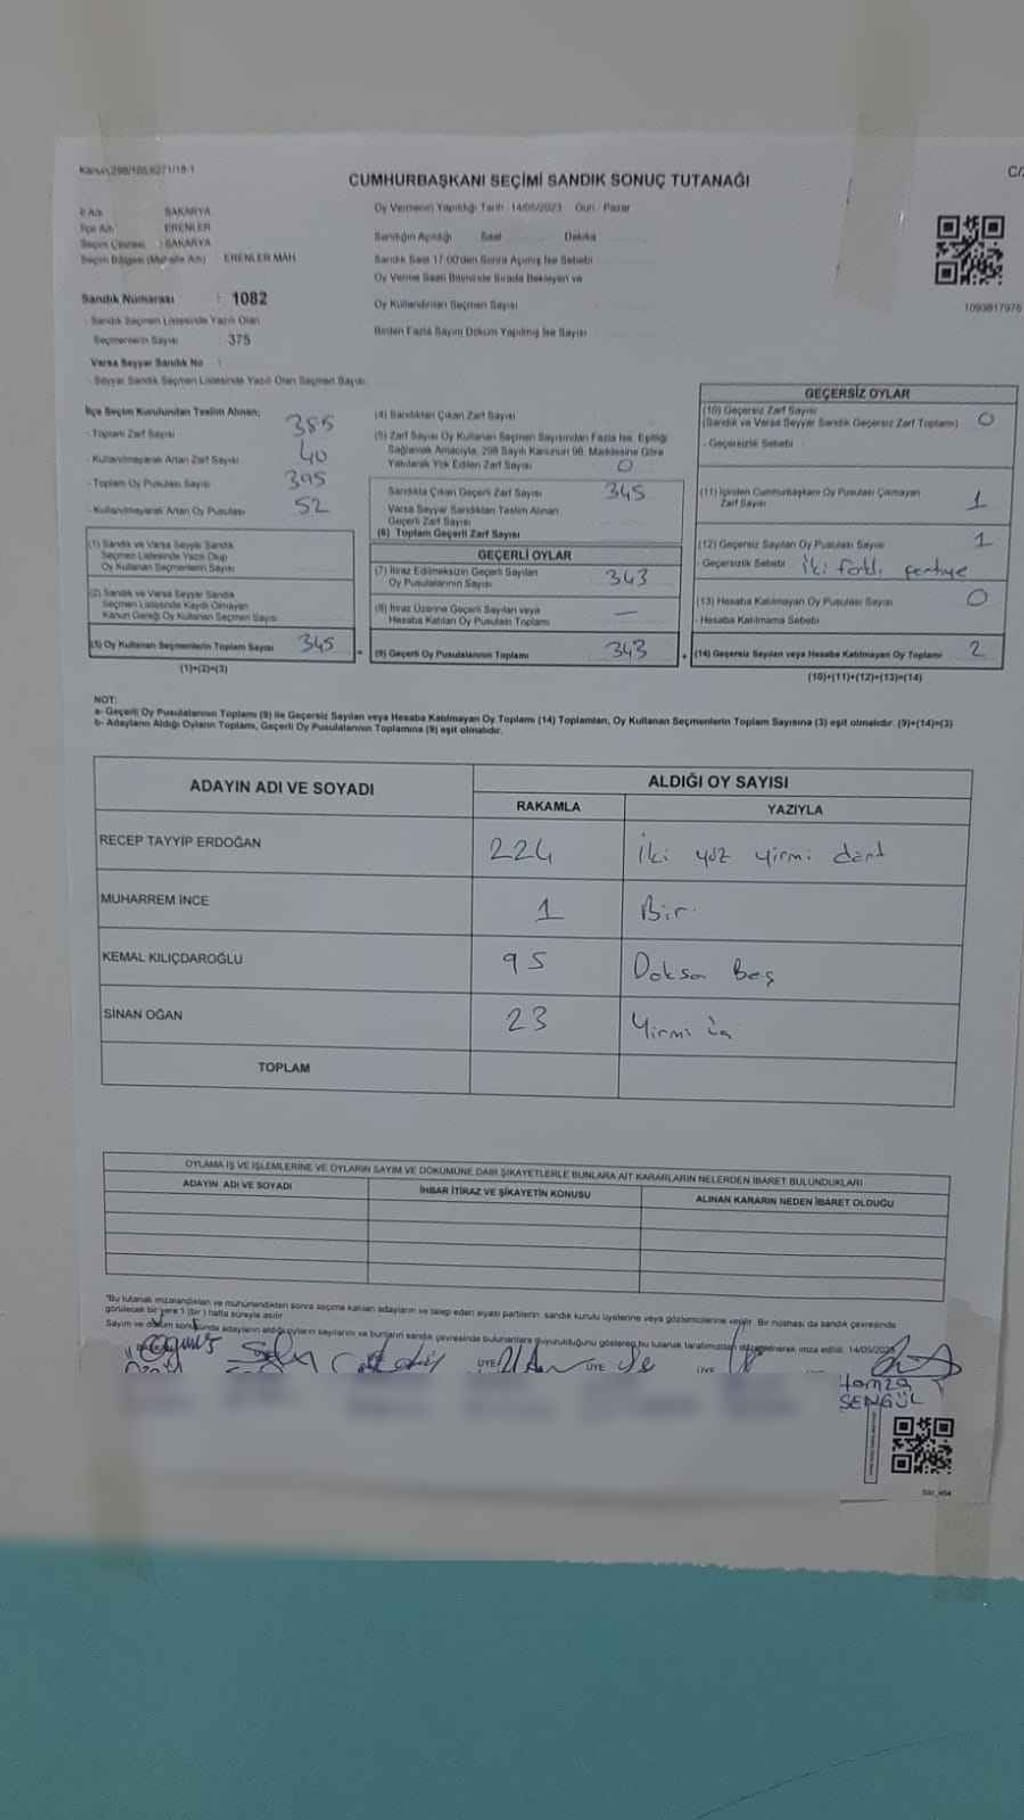 Kanun:298/105,6271/18-1
CUMHURBAŞKANI SEÇİMİ SANDIK SONUÇ TUTANAĞI
İl Adı SAKARYA
İlçe Adı ERENLER
Seçim Çevresi : SAKARYA
Seçim Bölgesi (Mahalle Adı) ERENLER MAH.
Sandık Numarası : 1082
Sandık Seçmen Listesinde Yazılı Olan
Seçmenlerin Sayısı 375
Varsa Seyyar Sandık No :
Seyyar Sandık Seçmen Listesinde Yazılı Olan Seçmen Sayısı
Oy Vermenin Yapıldığı Tarih : 14/05/2023 Gün : Pazar
Sandığın Açıldığı Saat Dakika
Sandık Saat 17:00'den Sonra Açılmış İse Sebebi
Oy Verme Saati Bitiminde Sırada Bekleyen ve
Oy Kullandırılan Seçmen Sayısı
Birden Fazla Sayım Döküm Yapılmış İse Sayısı
1093817976
İlçe Seçim Kurulundan Teslim Alınan;
- Toplam Zarf Sayısı 385
- Kullanılmayarak Artan Zarf Sayısı 40
- Toplam Oy Pusulası Sayısı 395
- Kullanılmayarak Artan Oy Pusulası 52
(1) Sandık ve Varsa Seyyar Sandık
Seçmen Listesinde Yazılı Olup
Oy Kullanan Seçmenlerin Sayısı
(2) Sandık ve Varsa Seyyar Sandık
Seçmen Listesinde Kayıtlı Olmayan
Kanun Gereği Oy Kullanan Seçmen Sayısı
(3) Oy Kullanan Seçmenlerin Toplam Sayısı 345
(1)+(2)=(3)
(4) Sandıktan Çıkan Zarf Sayısı
(5) Zarf Sayısı Oy Kullanan Seçmen Sayısından Fazla İse, Eşitliği
Sağlamak Amacıyla, 298 Sayılı Kanunun 98. Maddesine Göre
Yakılarak Yok Edilen Zarf Sayısı 0
Sandıkta Çıkan Geçerli Zarf Sayısı 345
Varsa Seyyar Sandıktan Teslim Alınan
Geçerli Zarf Sayısı
(6) Toplam Geçerli Zarf Sayısı
GEÇERLİ OYLAR
(7) İtiraz Edilmeksizin Geçerli Sayılan
Oy Pusulalarının Sayısı 343
(8) İtiraz Üzerine Geçerli Sayılan veya
Hesaba Katılan Oy Pusulası Toplamı —
(9) Geçerli Oy Pusulalarının Toplamı 343
GEÇERSİZ OYLAR
(10) Geçersiz Zarf Sayısı
(Sandık ve Varsa Seyyar Sandık Geçersiz Zarf Toplamı) 0
- Geçersizlik Sebebi
(11) İçinden Cumhurbaşkanı Oy Pusulası Çıkmayan
Zarf Sayısı 1
(12) Geçersiz Sayılan Oy Pusulası Sayısı 1
- Geçersizlik Sebebi iki farklı
(13) Hesaba Katılmayan Oy Pusulası Sayısı 0
- Hesaba Katılmama Sebebi
(14) Geçersiz Sayılan veya Hesaba Katılmayan Oy Toplamı 2
(10)+(11)+(12)+(13)=(14)
NOT:
a- Geçerli Oy Pusulalarının Toplamı (9) ile Geçersiz Sayılan veya Hesaba Katılmayan Oy Toplamı (14) Toplamları, Oy Kullanan Seçmenlerin Toplam Sayısına (3) eşit olmalıdır. (9)+(14)=(3)
b- Adayların Aldığı Oyların Toplamı, Geçerli Oy Pusulalarının Toplamına (9) eşit olmalıdır.
ADAYIN ADI VE SOYADI
ALDIĞI OY SAYISI
RAKAMLA YAZIYLA
RECEP TAYYİP ERDOĞAN 224 iki yüz yirmi dört
MUHARREM İNCE 1 Bir
KEMAL KILIÇDAROĞLU 95 Doksan Beş
SİNAN OĞAN 23 Yirmi üç
TOPLAM
OYLAMA İŞ VE İŞLEMLERİNE VE OYLARIN SAYIM VE DÖKÜMÜNE DAİR ŞİKAYETLERLE BUNLARA AİT KARARLARIN NELERDEN İBARET BULUNDUKLARI
ADAYIN ADI VE SOYADI İHBAR İTİRAZ VE ŞİKAYETİN KONUSU ALINAN KARARIN NEDEN İBARET OLDUĞU
*Bu tutanak imzalandıktan ve mühürlendikten sonra seçime katılan adayların ve talep eden siyasi partilerin sandık kurulu üyelerine veya gözlemcilerine verilir. Bir nüshası da sandık çevresinde
görülecek bir yere 1 (bir) hafta süreyle asılır.
Sayım ve döküm sonucunda adayların aldığı oyların sayılarını ve bunların sandık çevresinde bulunanlara duyurulduğunu gösteren bu tutanak tarafımızdan düzenlenerek imza edildi. 14/05/2023
ÜYE ÜYE ÜYE
Hamza
ŞENGÜL